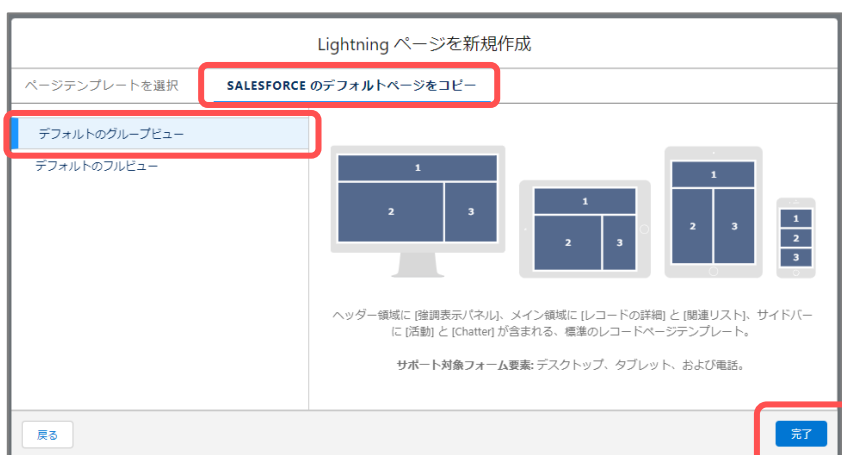 Lightning ページを新規作成
ページテンプレートを選択
SALESFORCE のデフォルトページをコピー
デフォルトのグループビュー
デフォルトのフルビュー
1
2
3
1
2
3
1
2
3
1
2
3
ヘッダー領域に [強調表示パネル]、メイン領域に [レコードの詳細] と [関連リスト]、サイドバー
に [活動] と [Chatter] が含まれる、標準のレコードページテンプレート。
サポート対象フォーム要素: デスクトップ、タブレット、および電話。
戻る
完了